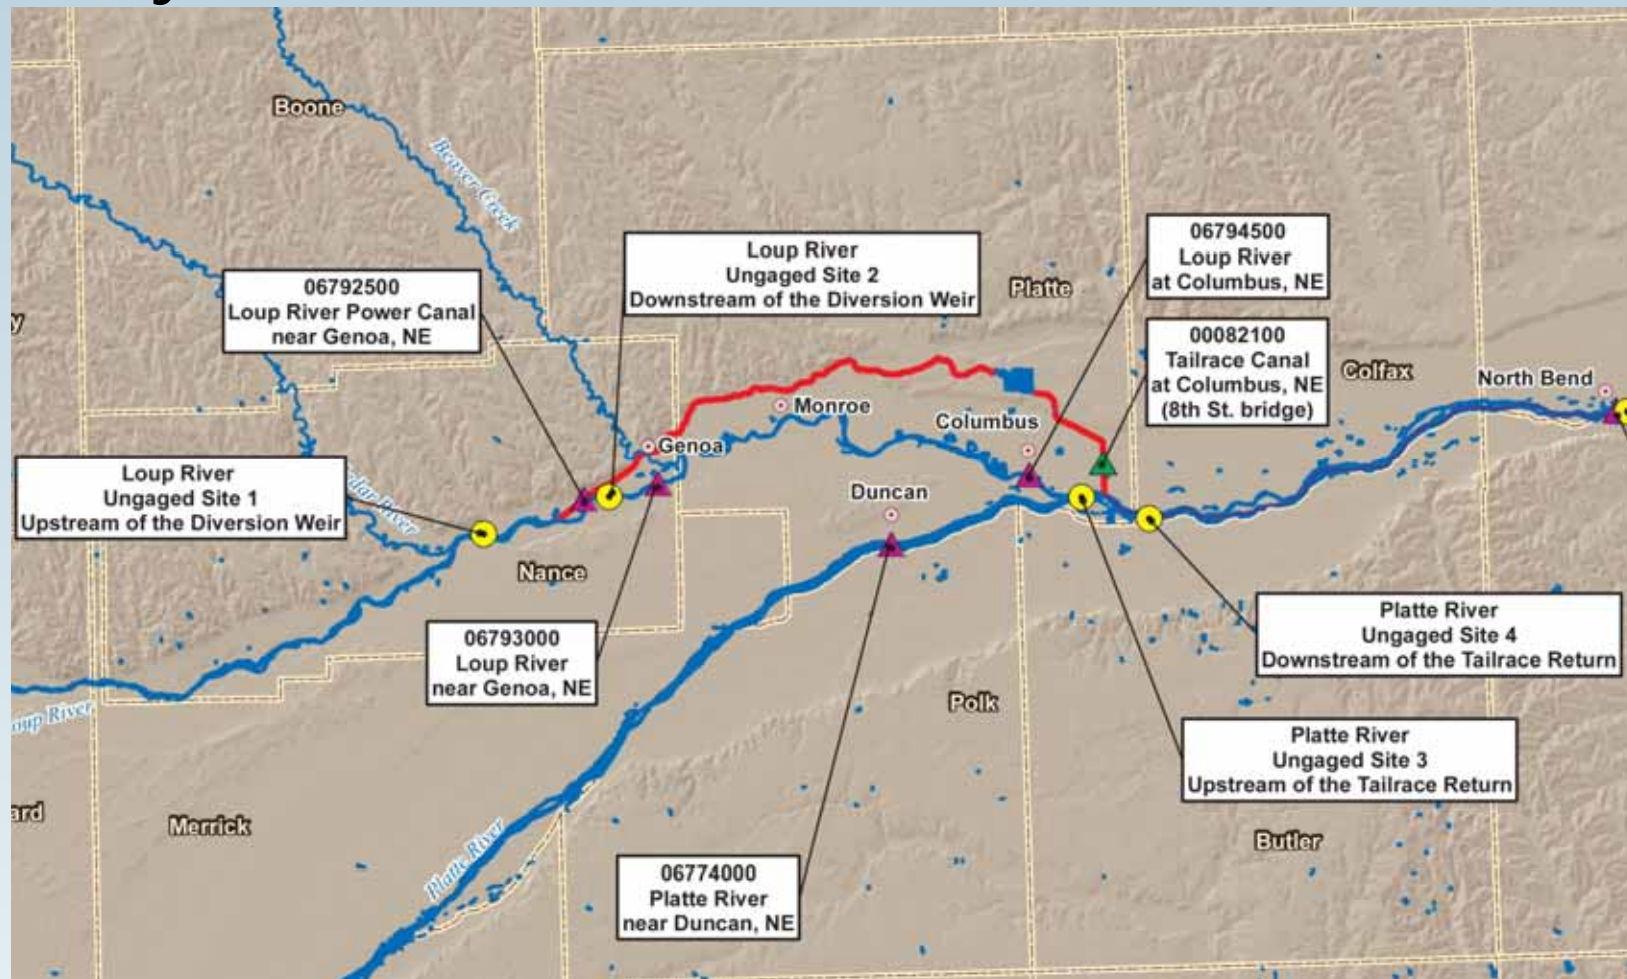 Boone
Beaver Creek
06792500
Loup River Power Canal
near Genoa, NE
Loup River
Ungaged Site 2
Downstream of the Diversion Weir
Platte
06794500
Loup River
at Columbus, NE
00082100
Tailrace Canal
at Columbus, NE
(8th St. bridge)
Colfax
North Bend
Monroe
Columbus
Genoa
Loup River
Ungaged Site 1
Upstream of the Diversion Weir
River
Duncan
Nance
06793000
Loup River
near Genoa, NE
Platte River
Ungaged Site 4
Downstream of the Tailrace Return
oup River
Polk
Platte River
Ungaged Site 3
Upstream of the Tailrace Return
ard
Merrick
Platte River
Butler
06774000
Platte River
near Duncan, NE